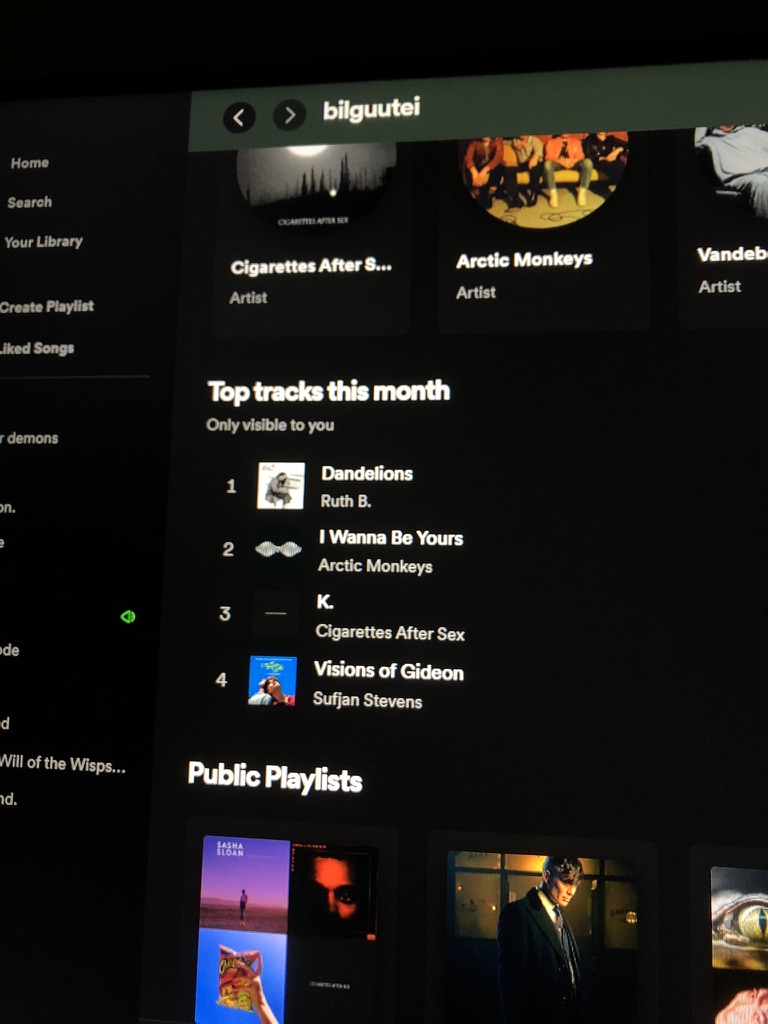 bilguutei
Home
Search
Your Library
Create Playlist
Liked Songs
r demons
on.
e
ode
d
Will of the Wisps...
nd.
CIGARETTES AFTER SEX
Cigarettes After S...
Artist
Arctic Monkeys
Artist
Vandeb
Artist
Top tracks this month
Only visible to you
1
Dandelions
Ruth B.
2
I Wanna Be Yours
Arctic Monkeys
3
K.
Cigarettes After Sex
4
Visions of Gideon
Sufjan Stevens
Public Playlists
SASHA
SLOAN
CIGARETTES AFTER SEX